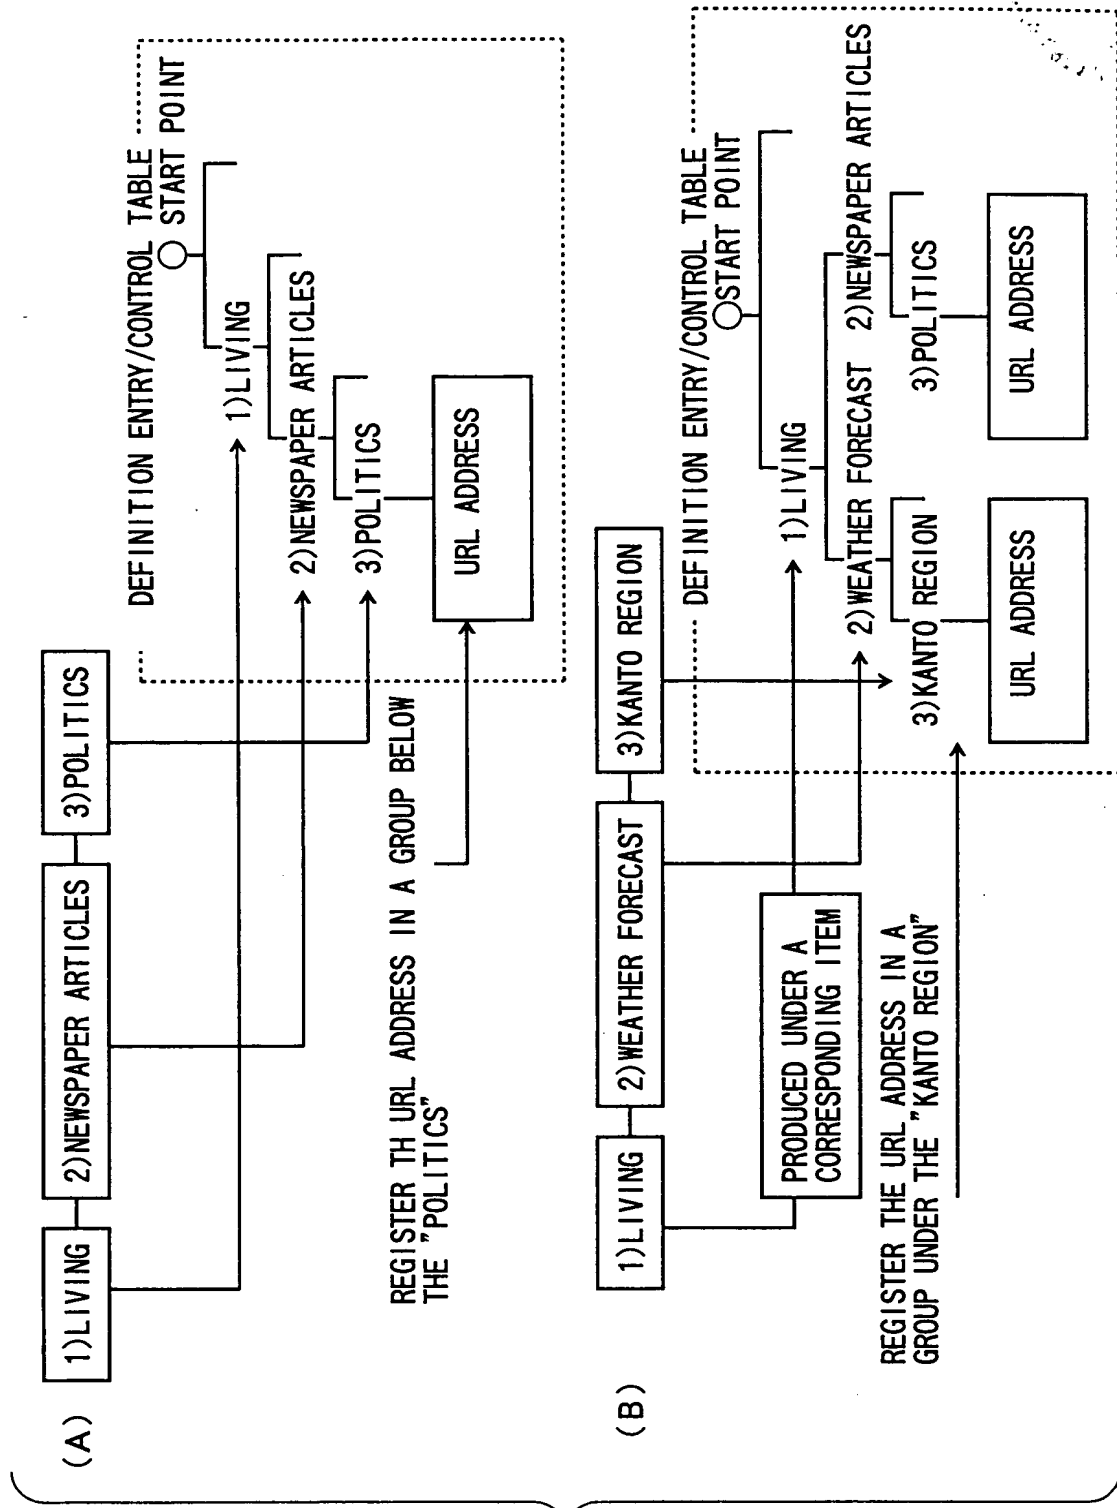 (A)
1)LIVING
2)NEWSPAPER ARTICLES
3)POLITICS
DEFINITION ENTRY/CONTROL TABLE
START POINT
1)LIVING
2)NEWSPAPER ARTICLES
3)POLITICS
URL ADDRESS
REGISTER TH URL ADDRESS IN A GROUP BELOW
THE "POLITICS"
(B)
1)LIVING
2)WEATHER FORECAST
3)KANTO REGION
DEFINITION ENTRY/CONTROL TABLE
START POINT
PRODUCED UNDER A
CORRESPONDING ITEM
1)LIVING
2)WEATHER FORECAST
2)NEWSPAPER ARTICLES
3)KANTO REGION
3)POLITICS
URL ADDRESS
URL ADDRESS
REGISTER THE URL ADDRESS IN A
GROUP UNDER THE "KANTO REGION"